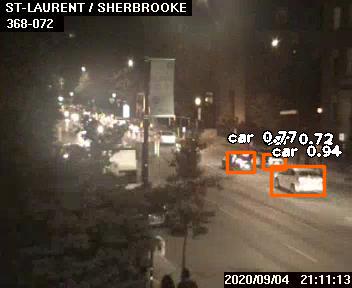 ST-LAURENT / SHERBROOKE
368-072
car 0.77
0.72
car 0.94
2020/09/04 21:11:13